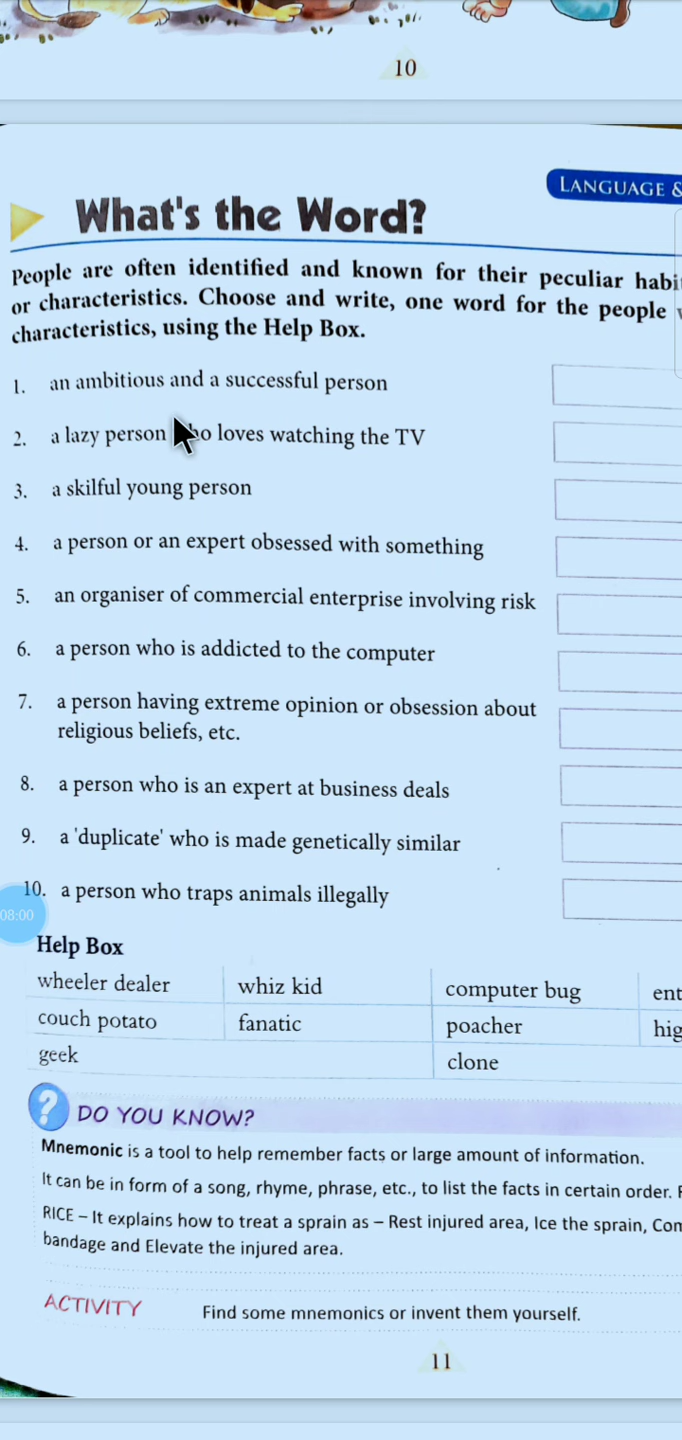 10
LANGUAGE &
What's the Word?
People are often identified and known for their peculiar habi
or characteristics. Choose and write, one word for the people
characteristics, using the Help Box.
1. an ambitious and a successful person
2. a lazy person ho loves watching the TV
3. a skilful young person
4. a person or an expert obsessed with something
5. an organiser of commercial enterprise involving risk
6. a person who is addicted to the computer
7. a person having extreme opinion or obsession about
religious beliefs, etc.
8. a person who is an expert at business deals
9. a 'duplicate' who is made genetically similar
10. a person who traps animals illegally
08:00
Help Box
wheeler dealer whiz kid computer bug ent
couch potato fanatic poacher hig
geek clone
? DO YOU KNOW?
Mnemonic is a tool to help remember facts or large amount of information.
It can be in form of a song, rhyme, phrase, etc., to list the facts in certain order. F
RICE – It explains how to treat a sprain as – Rest injured area, Ice the sprain, Com
bandage and Elevate the injured area.
ACTIVITY Find some mnemonics or invent them yourself.
11